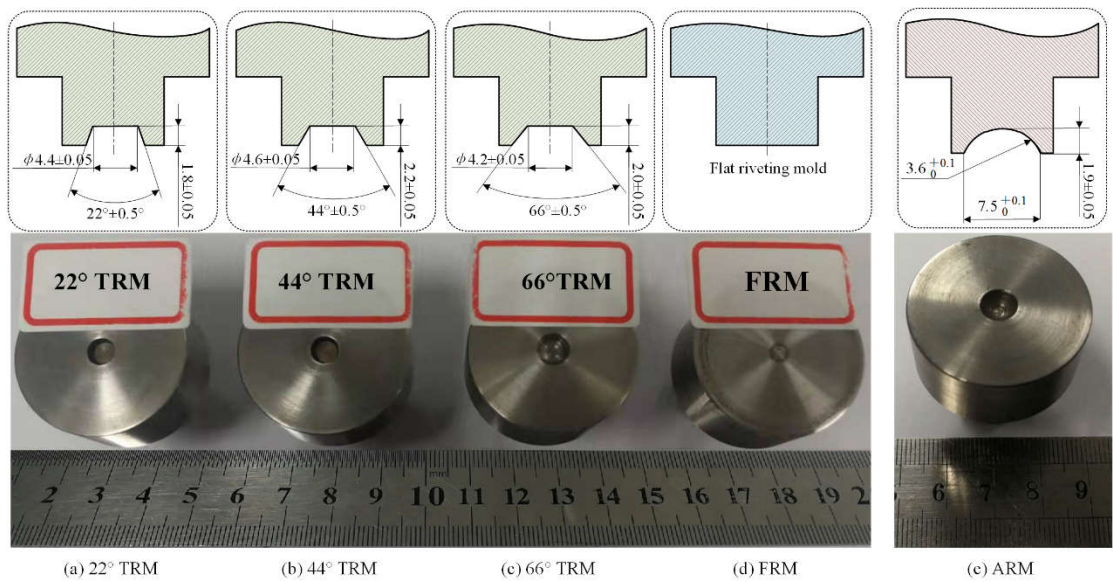 ϕ4.4±0.05
1.8±0.05
22°±0.5°
ϕ4.6±0.05
2.2±0.05
44°±0.5°
ϕ4.2±0.05
2.0±0.05
66°±0.5°
Flat riveting mold
3.6 +0.1 0
7.5 +0.1 0
1.9±0.05
22° TRM
44° TRM
66°TRM
FRM
mm
2 3 4 5 6 7 8 9 10 11 12 13 14 15 16 17 18 19 2
6 7 8 9
(a) 22° TRM
(b) 44° TRM
(c) 66° TRM
(d) FRM
(e) ARM